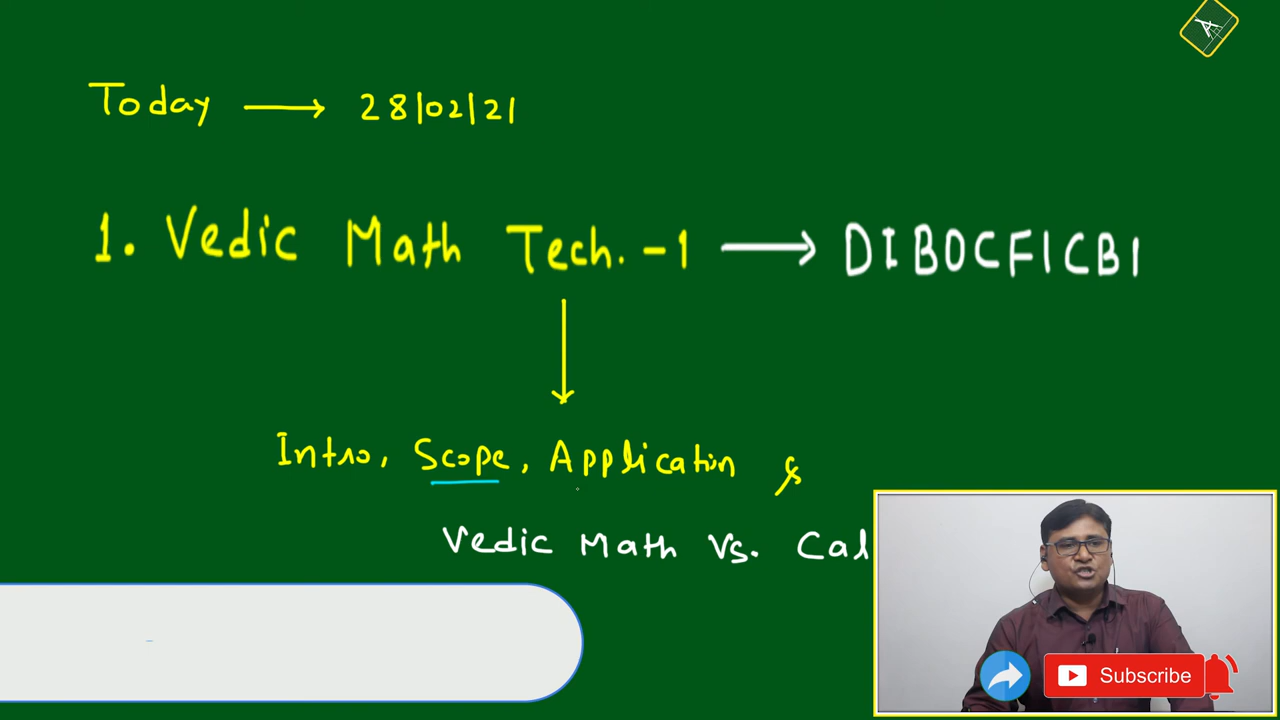 Today → 28/02/21
1. Vedic Math Tech. -1 → DIBOCFICBI
Intro, Scope, Application &
Vedic Math Vs. Cal
Subscribe